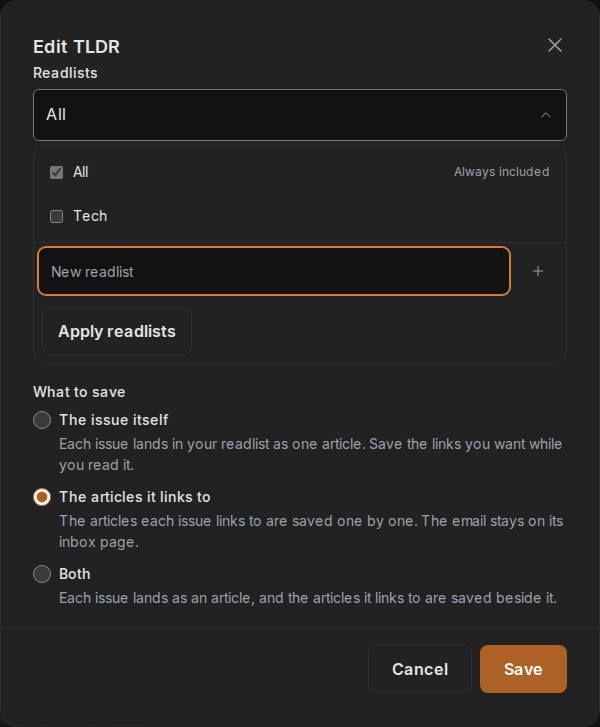 Edit TLDR
Readlists
All
All Always included
Tech
New readlist
Apply readlists
What to save
The issue itself
Each issue lands in your readlist as one article. Save the links you want while
you read it.
The articles it links to
The articles each issue links to are saved one by one. The email stays on its
inbox page.
Both
Each issue lands as an article, and the articles it links to are saved beside it.
Cancel Save